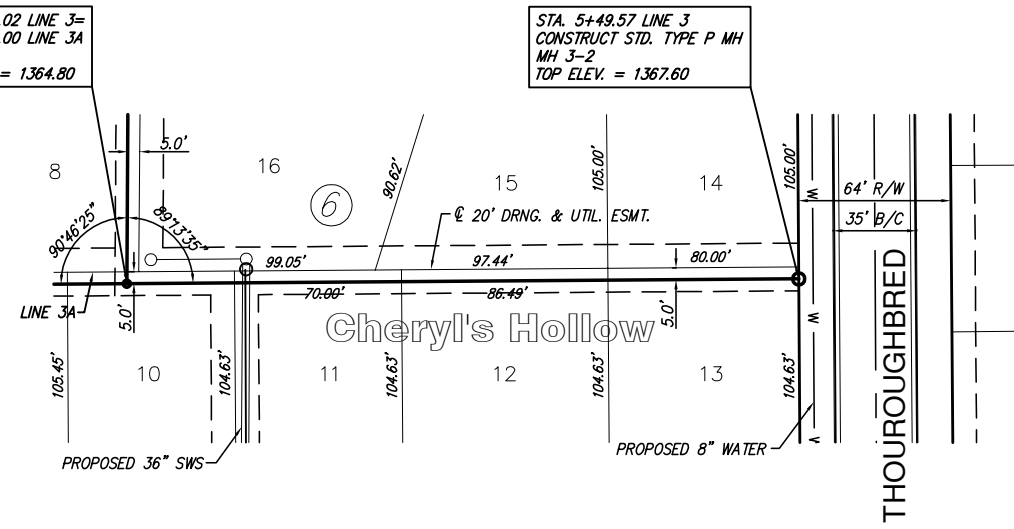 .02 LINE 3=
.00 LINE 3A
= 1364.80
STA. 5+49.57 LINE 3
CONSTRUCT STD. TYPE P MH
MH 3-2
TOP ELEV. = 1367.60
5.0'
8
16
6
90.62'
15
105.00'
14
105.00'
W
64' R/W
35' B/C
90°46'25"
89°13'35"
℄ 20' DRNG. & UTIL. ESMT.
99.05'
97.44'
80.00'
LINE 3A
5.0'
70.00'
86.49'
5.0'
W
Cheryl's Hollow
105.45'
10
104.63'
11
104.63'
12
104.63'
13
104.63'
THOUROUGHBRED
PROPOSED 36" SWS
PROPOSED 8" WATER
W